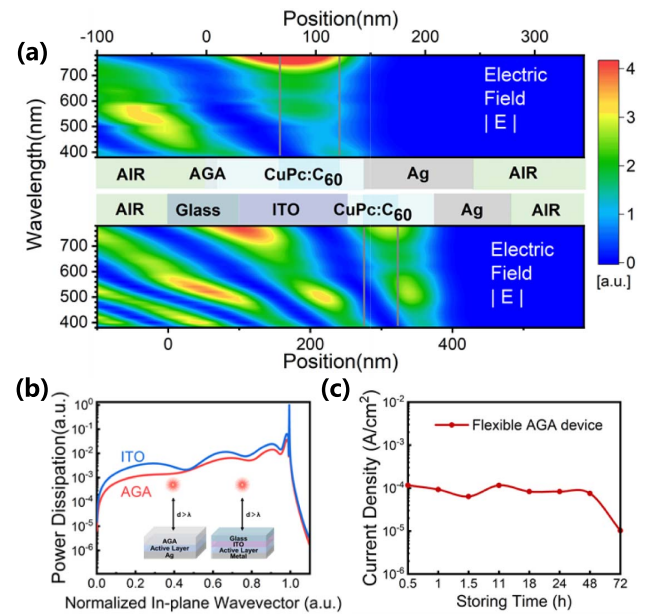 (a)
Position(nm)
-100 0 100 200 300
Wavelength(nm)
700
600
500
400
Electric
Field
| E |
4
3
2
1
0
[a.u.]
AIR AGA CuPc:C60 Ag AIR
AIR Glass ITO CuPc:C60 Ag AIR
700
600
500
400
Electric
Field
| E |
0 200 400
Position(nm)
(b)
Power Dissipation(a.u.)
10^0
10^-1
10^-2
10^-3
10^-4
10^-5
10^-6
ITO
AGA
d>λ d>λ
AGA
Active Layer
Ag
Glass
ITO
Active Layer
Metal
0.0 0.2 0.4 0.6 0.8 1.0
Normalized In-plane Wavevector (a.u.)
(c)
Current Density (A/cm²)
10^-2
10^-3
10^-4
10^-5
10^-6
Flexible AGA device
0.5 1 1.5 11 18 24 48 72
Storing Time (h)